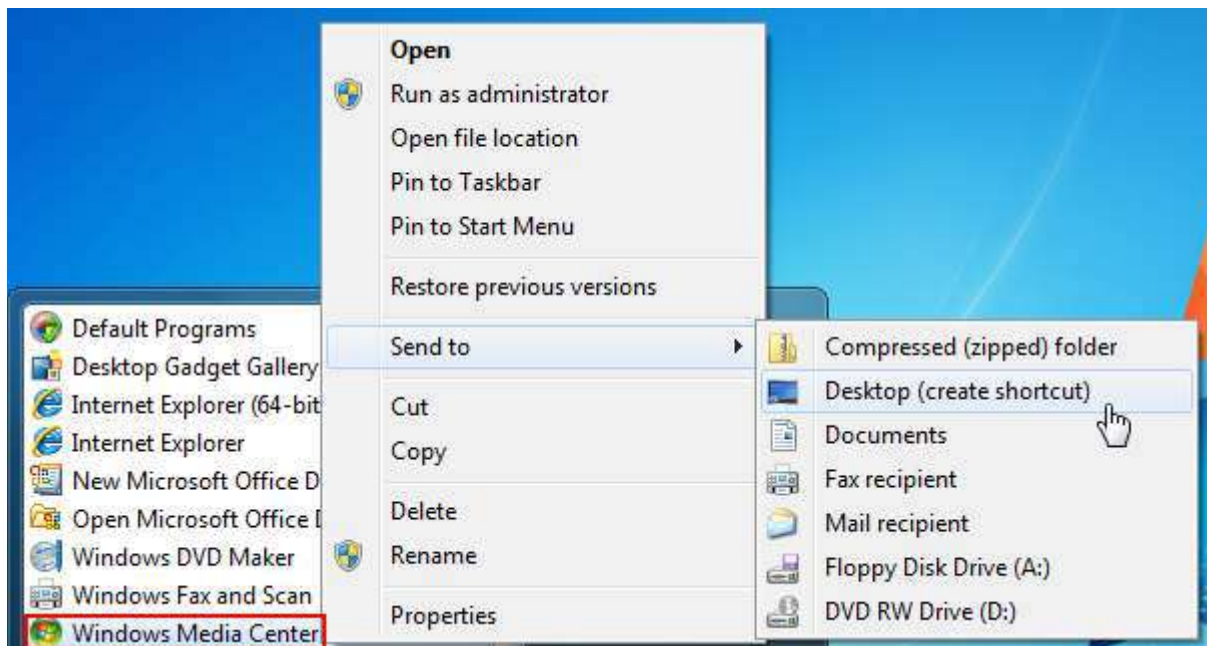 Open
Run as administrator
Open file location
Pin to Taskbar
Pin to Start Menu
Restore previous versions
Send to
Cut
Copy
Delete
Rename
Properties
Default Programs
Desktop Gadget Gallery
Internet Explorer (64-bit
Internet Explorer
New Microsoft Office D
Open Microsoft Office
Windows DVD Maker
Windows Fax and Scan
Windows Media Center
Compressed (zipped) folder
Desktop (create shortcut)
Documents
Fax recipient
Mail recipient
Floppy Disk Drive (A:)
DVD RW Drive (D:)